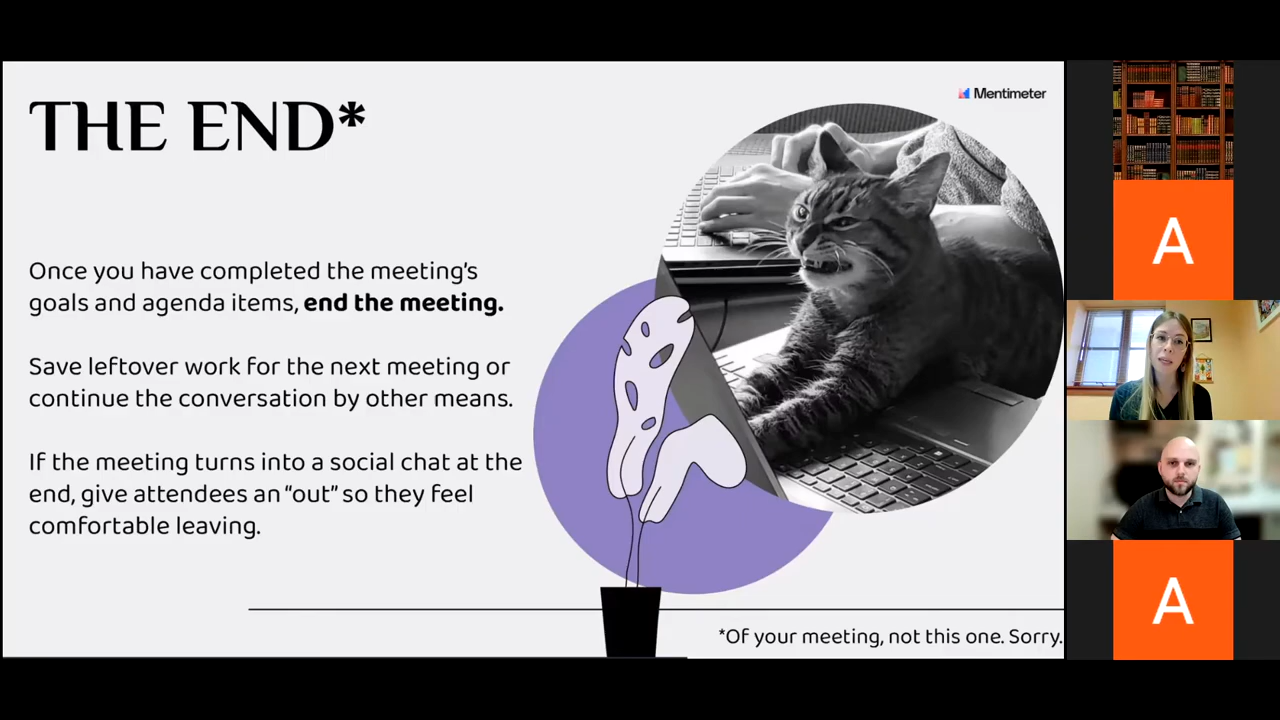 THE END*
Mentimeter
Once you have completed the meeting's
goals and agenda items, end the meeting.
Save leftover work for the next meeting or
continue the conversation by other means.
If the meeting turns into a social chat at the
end, give attendees an “out” so they feel
comfortable leaving.
*Of your meeting, not this one. Sorry.
A
A